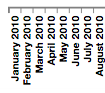 January 2010
February 2010
March 2010
April 2010
May 2010
June 2010
July 2010
August 2010